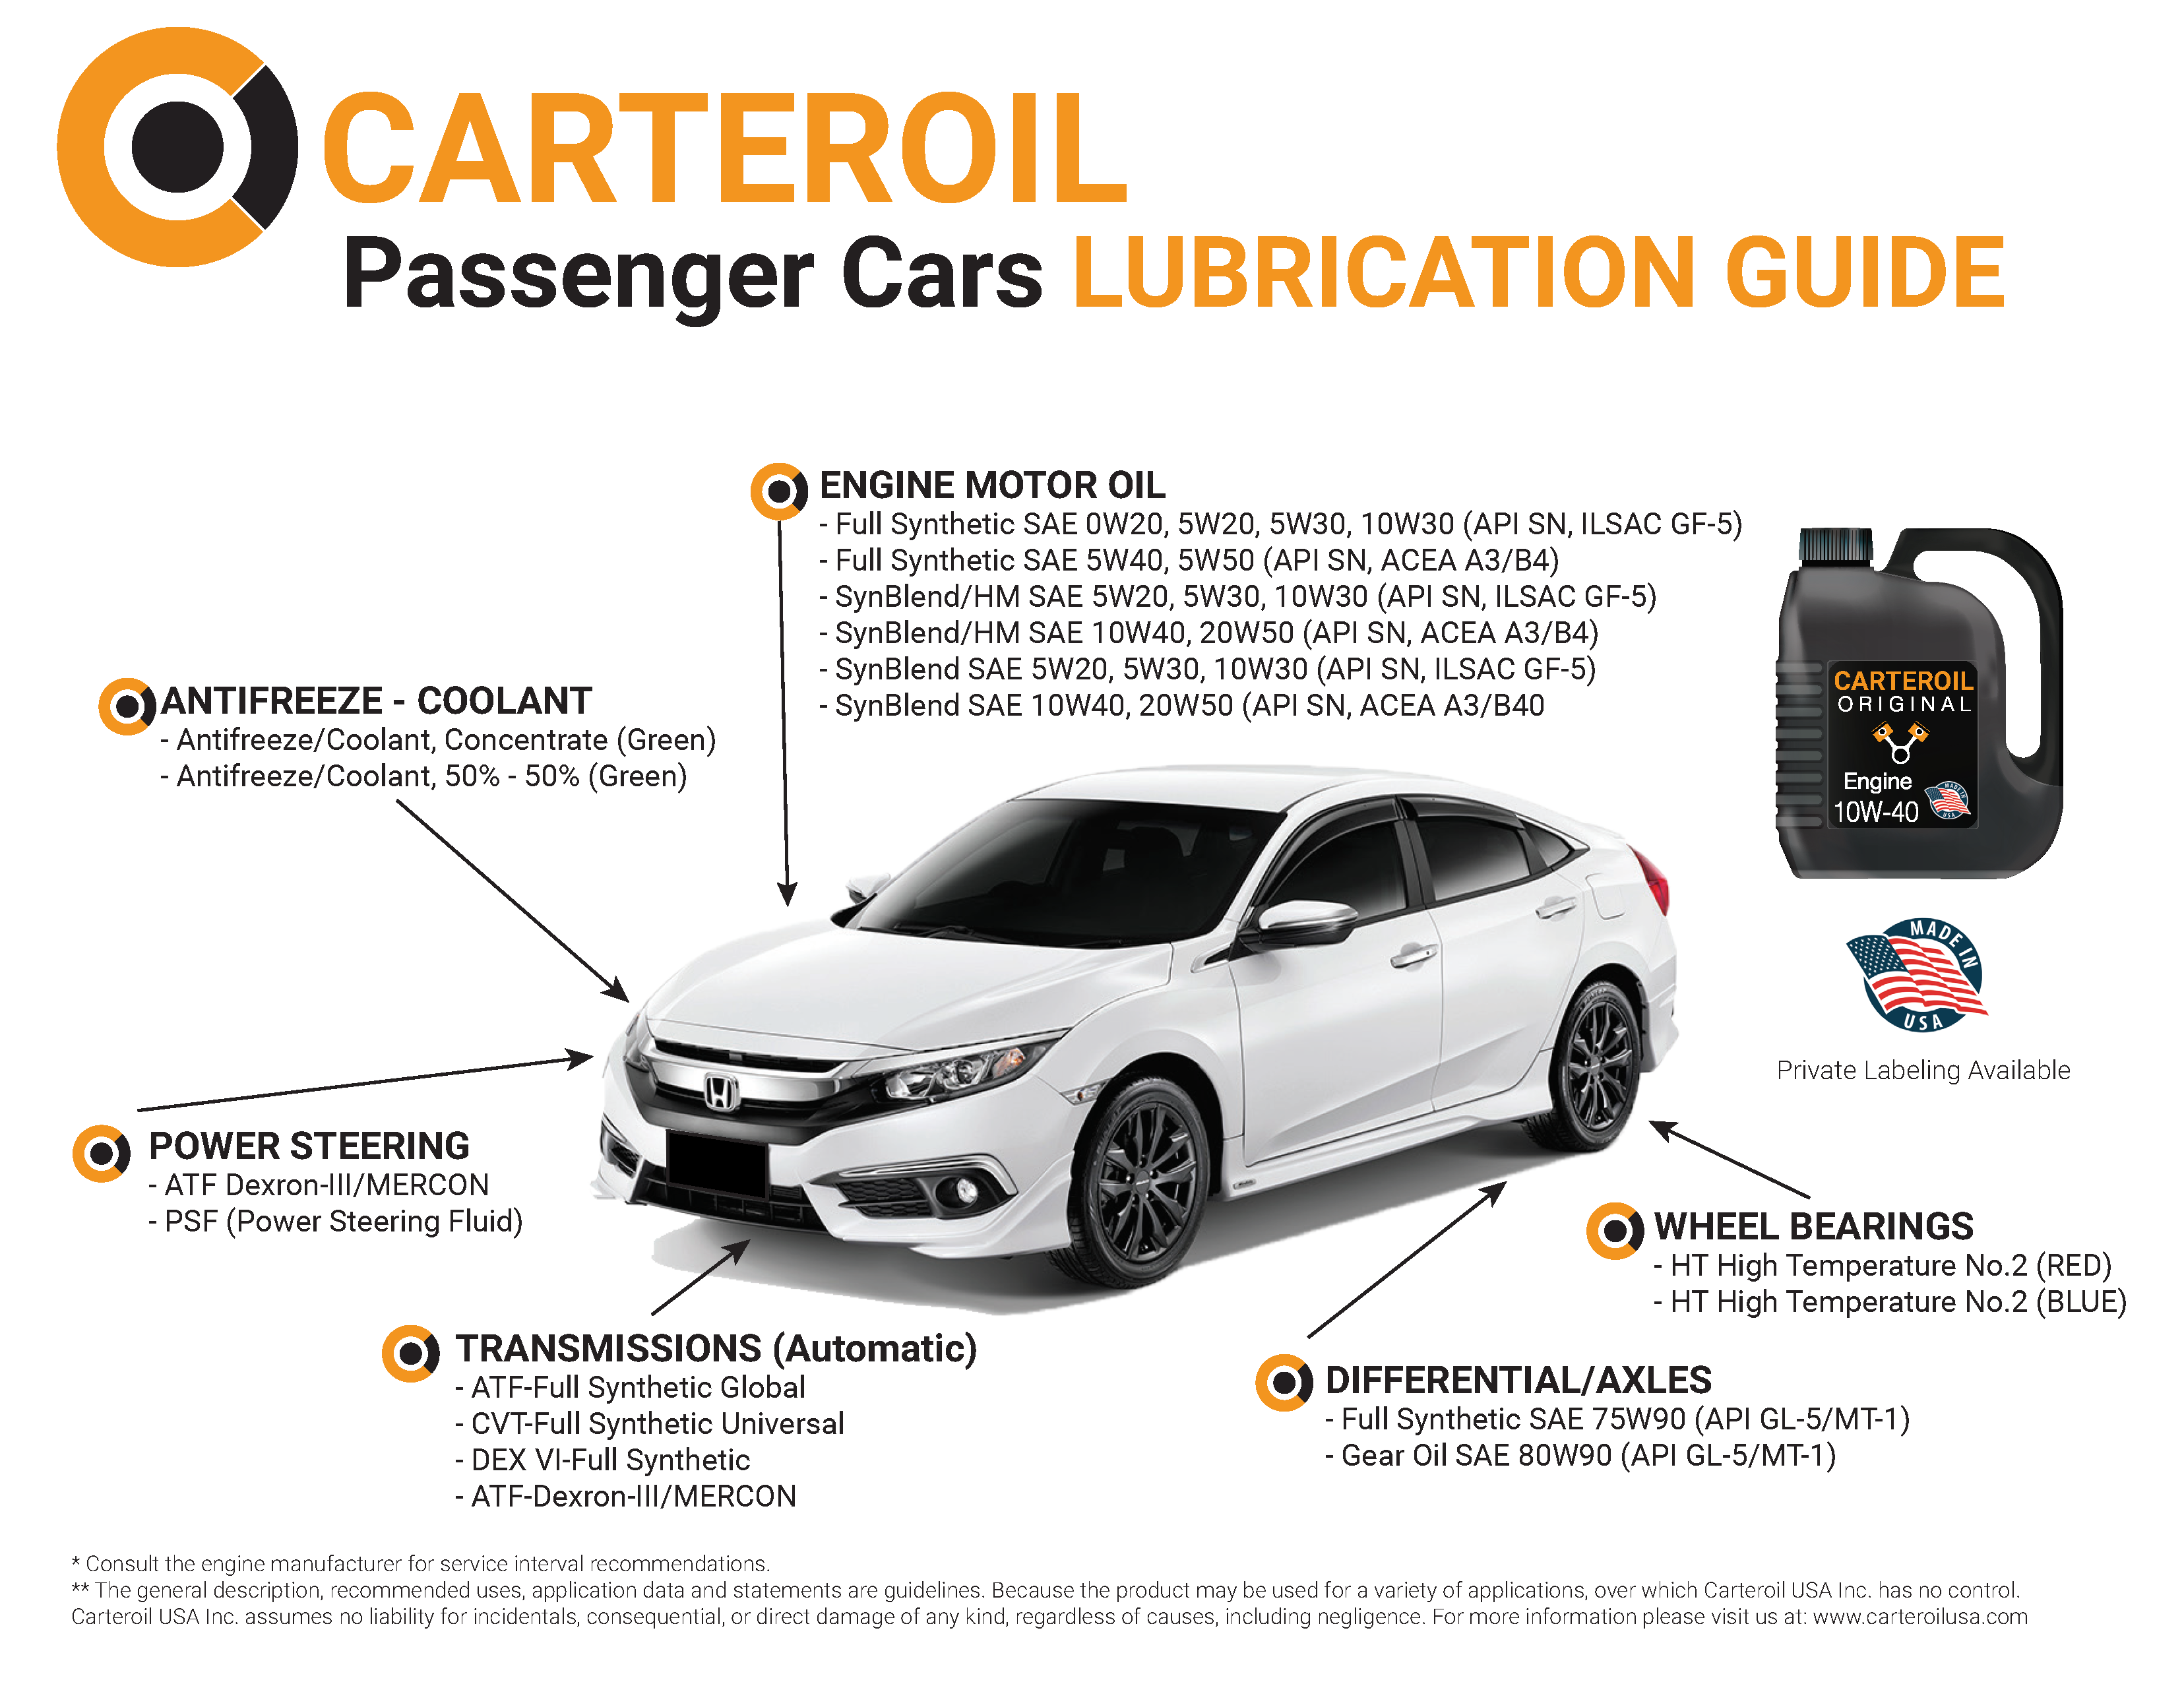 CARTEROIL
Passenger Cars LUBRICATION GUIDE
ENGINE MOTOR OIL
- Full Synthetic SAE 0W20, 5W20, 5W30, 10W30 (API SN, ILSAC GF-5)
- Full Synthetic SAE 5W40, 5W50 (API SN, ACEA A3/B4)
- SynBlend/HM SAE 5W20, 5W30, 10W30 (API SN, ILSAC GF-5)
- SynBlend/HM SAE 10W40, 20W50 (API SN, ACEA A3/B4)
- SynBlend SAE 5W20, 5W30, 10W30 (API SN, ILSAC GF-5)
- SynBlend SAE 10W40, 20W50 (API SN, ACEA A3/B40
ANTIFREEZE - COOLANT
- Antifreeze/Coolant, Concentrate (Green)
- Antifreeze/Coolant, 50% - 50% (Green)
CARTEROIL
ORIGINAL
Engine
10W-40
MADE IN
USA
MADE IN
USA
Private Labeling Available
POWER STEERING
- ATF Dexron-III/MERCON
- PSF (Power Steering Fluid)
WHEEL BEARINGS
- HT High Temperature No.2 (RED)
- HT High Temperature No.2 (BLUE)
TRANSMISSIONS (Automatic)
- ATF-Full Synthetic Global
- CVT-Full Synthetic Universal
- DEX VI-Full Synthetic
- ATF-Dexron-III/MERCON
DIFFERENTIAL/AXLES
- Full Synthetic SAE 75W90 (API GL-5/MT-1)
- Gear Oil SAE 80W90 (API GL-5/MT-1)
* Consult the engine manufacturer for service interval recommendations.
** The general description, recommended uses, application data and statements are guidelines. Because the product may be used for a variety of applications, over which Carteroil USA Inc. has no control.
Carteroil USA Inc. assumes no liability for incidentals, consequential, or direct damage of any kind, regardless of causes, including negligence. For more information please visit us at: www.carteroilusa.com